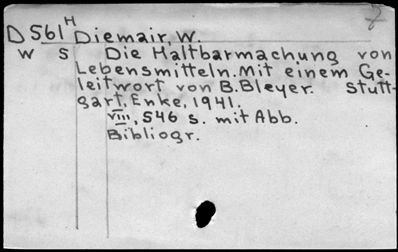 D561 H Diemair, W.
W S Die Haltbarmachung von
Lebensmitteln. Mit einem Ge-
leitwort von B. Bleyer. Stutt-
gart, Enke, 1941.
VIII, 546 s. mit Abb.
Bibliogr.